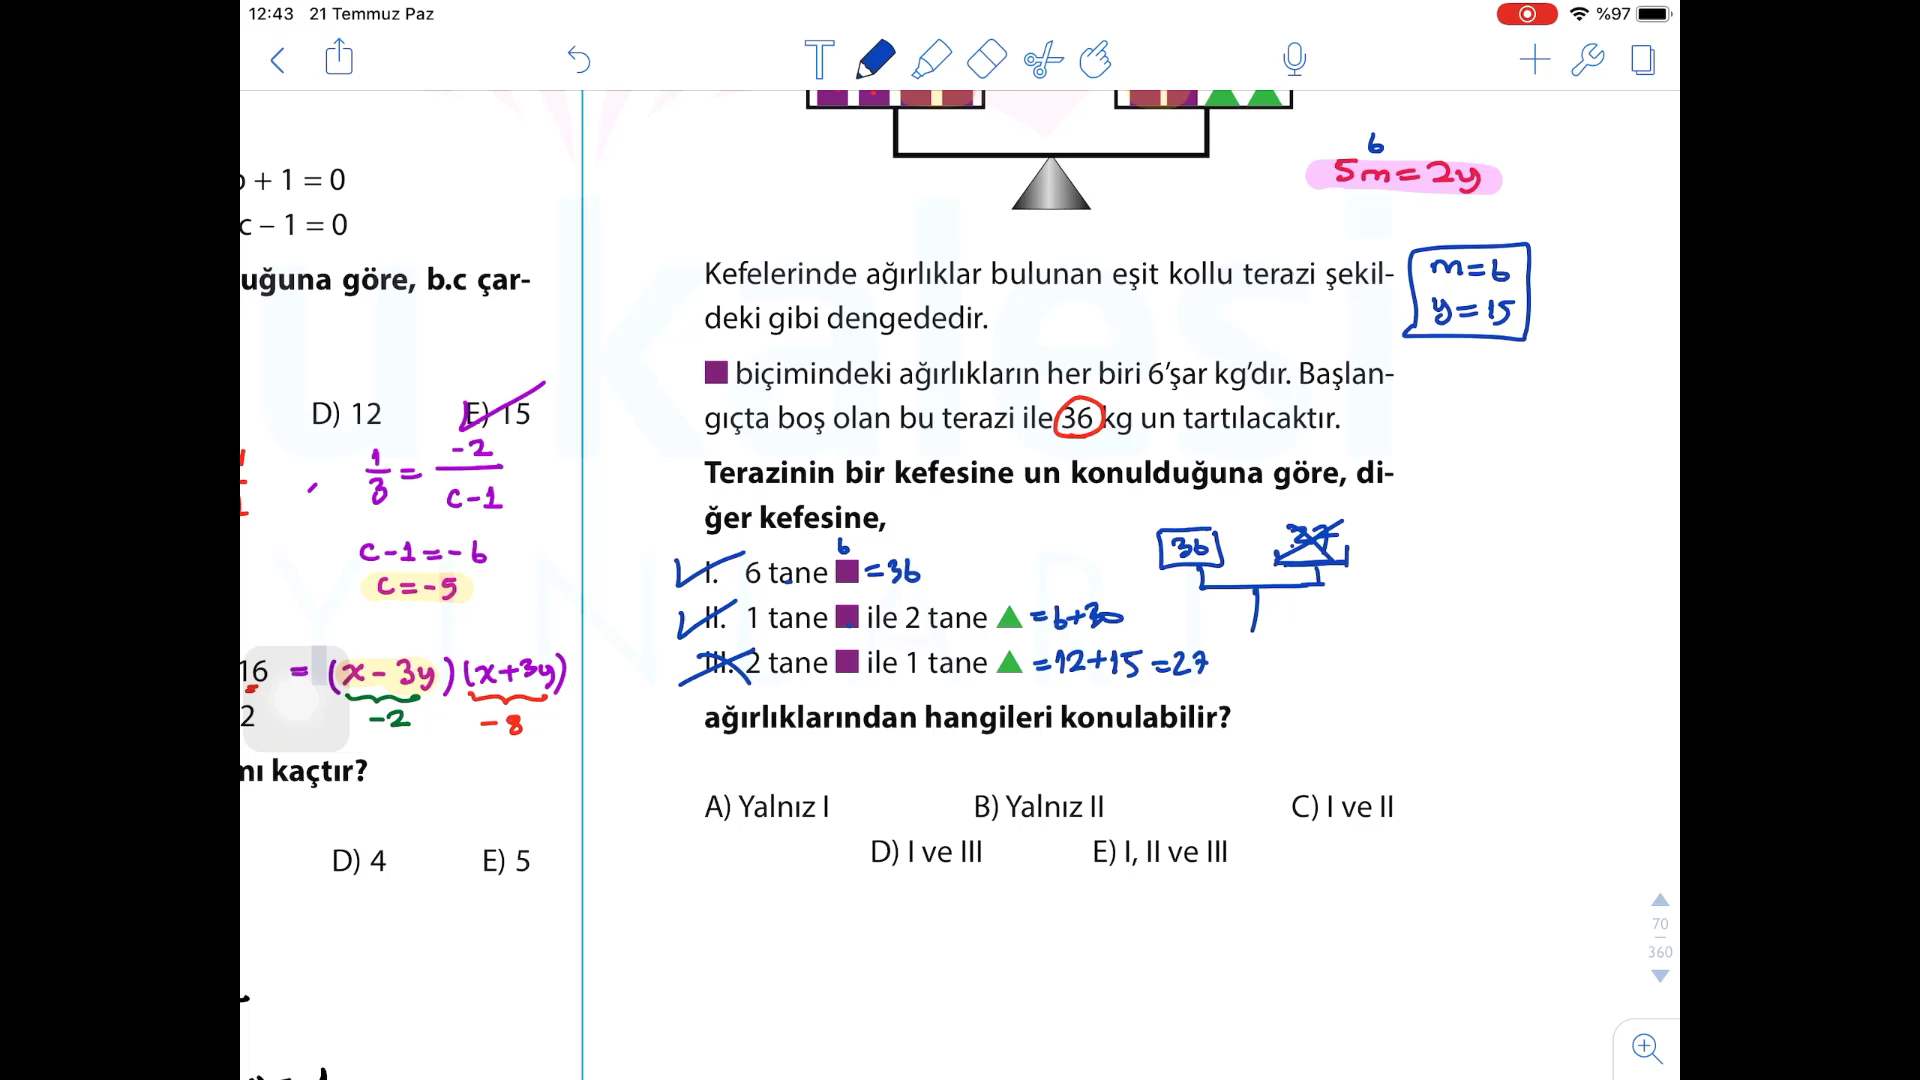 12:43 21 Temmuz Paz
%97
+ 1 = 0
c – 1 = 0
uğuna göre, b.c çar-
D) 12 E) 15
1/3 = -2/(c-1)
c-1=-6
c=-5
16 = (x-3y)(x+3y)
2 -2 -8
mı kaçtır?
D) 4 E) 5
6
5m=2y
m=6
y=15
Kefelerinde ağırlıklar bulunan eşit kollu terazi şekil-
deki gibi dengededir.
■ biçimindeki ağırlıkların her biri 6’şar kg’dır. Başlan-
gıçta boş olan bu terazi ile 36 kg un tartılacaktır.
Terazinin bir kefesine un konulduğuna göre, di-
ğer kefesine,
6
I. 6 tane ■ =36
36
II. 1 tane ■ ile 2 tane ▲ =6+30
III. 2 tane ■ ile 1 tane ▲ =12+15=27
ağırlıklarından hangileri konulabilir?
A) Yalnız I B) Yalnız II C) I ve II
D) I ve III E) I, II ve III
70
360